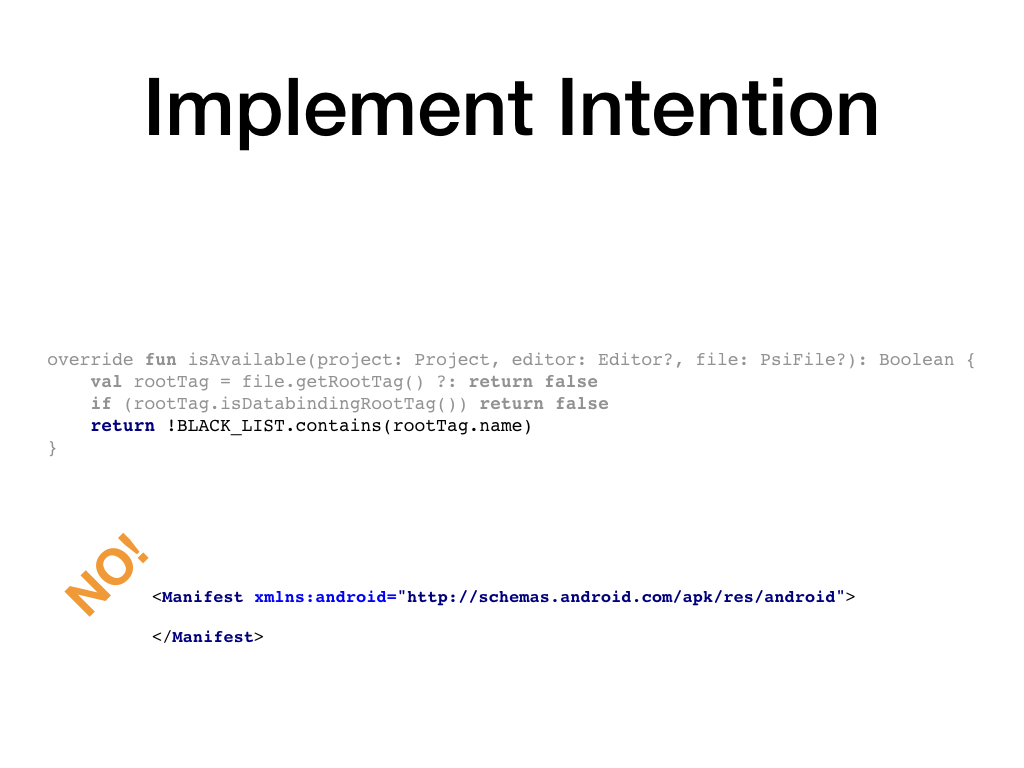 Implement Intention
override fun isAvailable(project: Project, editor: Editor?, file: PsiFile?): Boolean {
    val rootTag = file.getRootTag() ?: return false
    if (rootTag.isDatabindingRootTag()) return false
    return !BLACK_LIST.contains(rootTag.name)
}
NO!
<Manifest xmlns:android="http://schemas.android.com/apk/res/android">
</Manifest>